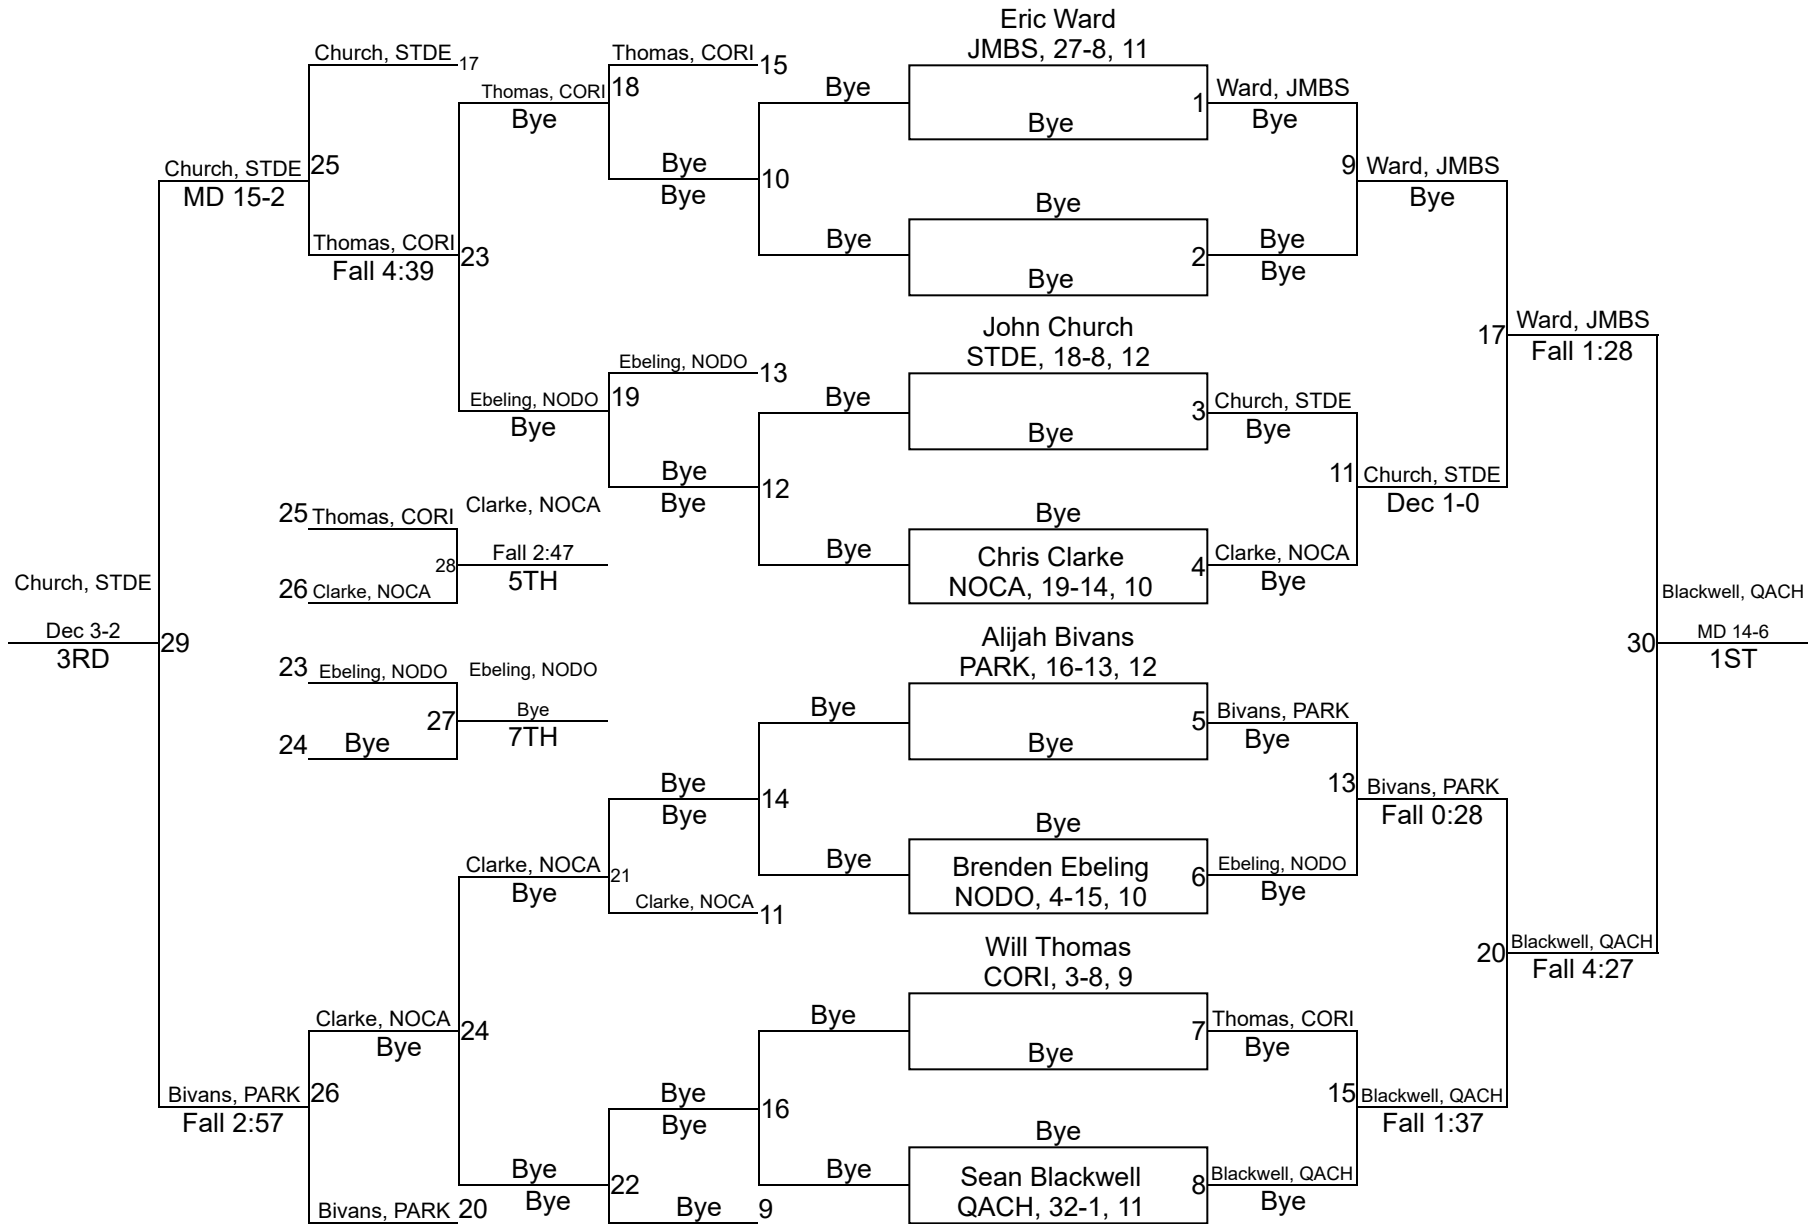 Eric Ward
JMBS, 27-8, 11
Church, STDE 17
Thomas, CORI 15
Thomas, CORI 18
Bye
Bye
1 Ward, JMBS
Bye
Bye
Church, STDE 25
MD 15-2
Bye 10
Bye
9 Ward, JMBS
Bye
Bye
Thomas, CORI 23
Fall 4:39
Bye
2 Bye
Bye
Bye
John Church
STDE, 18-8, 12
17 Ward, JMBS
Fall 1:28
Ebeling, NODO 13
Ebeling, NODO 19
Bye
Bye
3 Church, STDE
Bye
Bye
Bye 12
Bye
11 Church, STDE
Dec 1-0
25 Thomas, CORI
Clarke, NOCA
Bye
28 Fall 2:47
5TH
26 Clarke, NOCA
Bye
Chris Clarke
NOCA, 19-14, 10
4 Clarke, NOCA
Bye
Church, STDE
Dec 3-2
3RD
29
Blackwell, QACH
30 MD 14-6
1ST
Alijah Bivans
PARK, 16-13, 12
23 Ebeling, NODO
Ebeling, NODO
27 Bye
7TH
24 Bye
Bye
5 Bivans, PARK
Bye
Bye
Bye 14
Bye
13 Bivans, PARK
Fall 0:28
Bye
Clarke, NOCA 21
Bye
Clarke, NOCA 11
Bye
Brenden Ebeling
NODO, 4-15, 10
6 Ebeling, NODO
Bye
Will Thomas
CORI, 3-8, 9
20 Blackwell, QACH
Fall 4:27
Clarke, NOCA 24
Bye
Bye
7 Thomas, CORI
Bye
Bye
Bivans, PARK 26
Fall 2:57
Bye 16
Bye
15 Blackwell, QACH
Fall 1:37
Bye
Bye 22
Bye
Bye
Sean Blackwell
QACH, 32-1, 11
8 Blackwell, QACH
Bye
Bivans, PARK 20
Bye 9